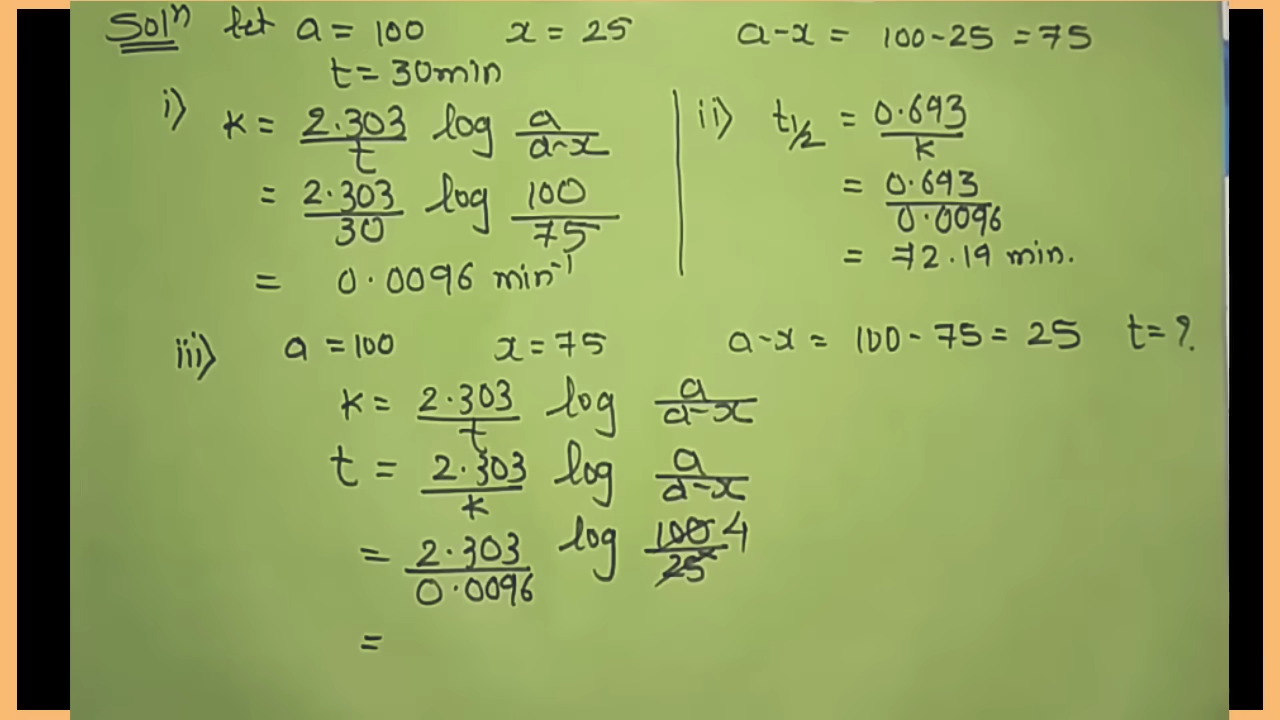 Solⁿ let a = 100 x = 25 a-x = 100-25 = 75
t = 30min
i) K = 2.303/t log a/a-x
= 2.303/30 log 100/75
= 0.0096 min⁻¹
ii) t1/2 = 0.693/K
= 0.693/0.0096
= 72.19 min.
iii) a = 100 x = 75 a-x = 100 - 75 = 25 t = ?
K = 2.303/t log a/a-x
t = 2.303/K log a/a-x
= 2.303/0.0096 log 100/25 4
=